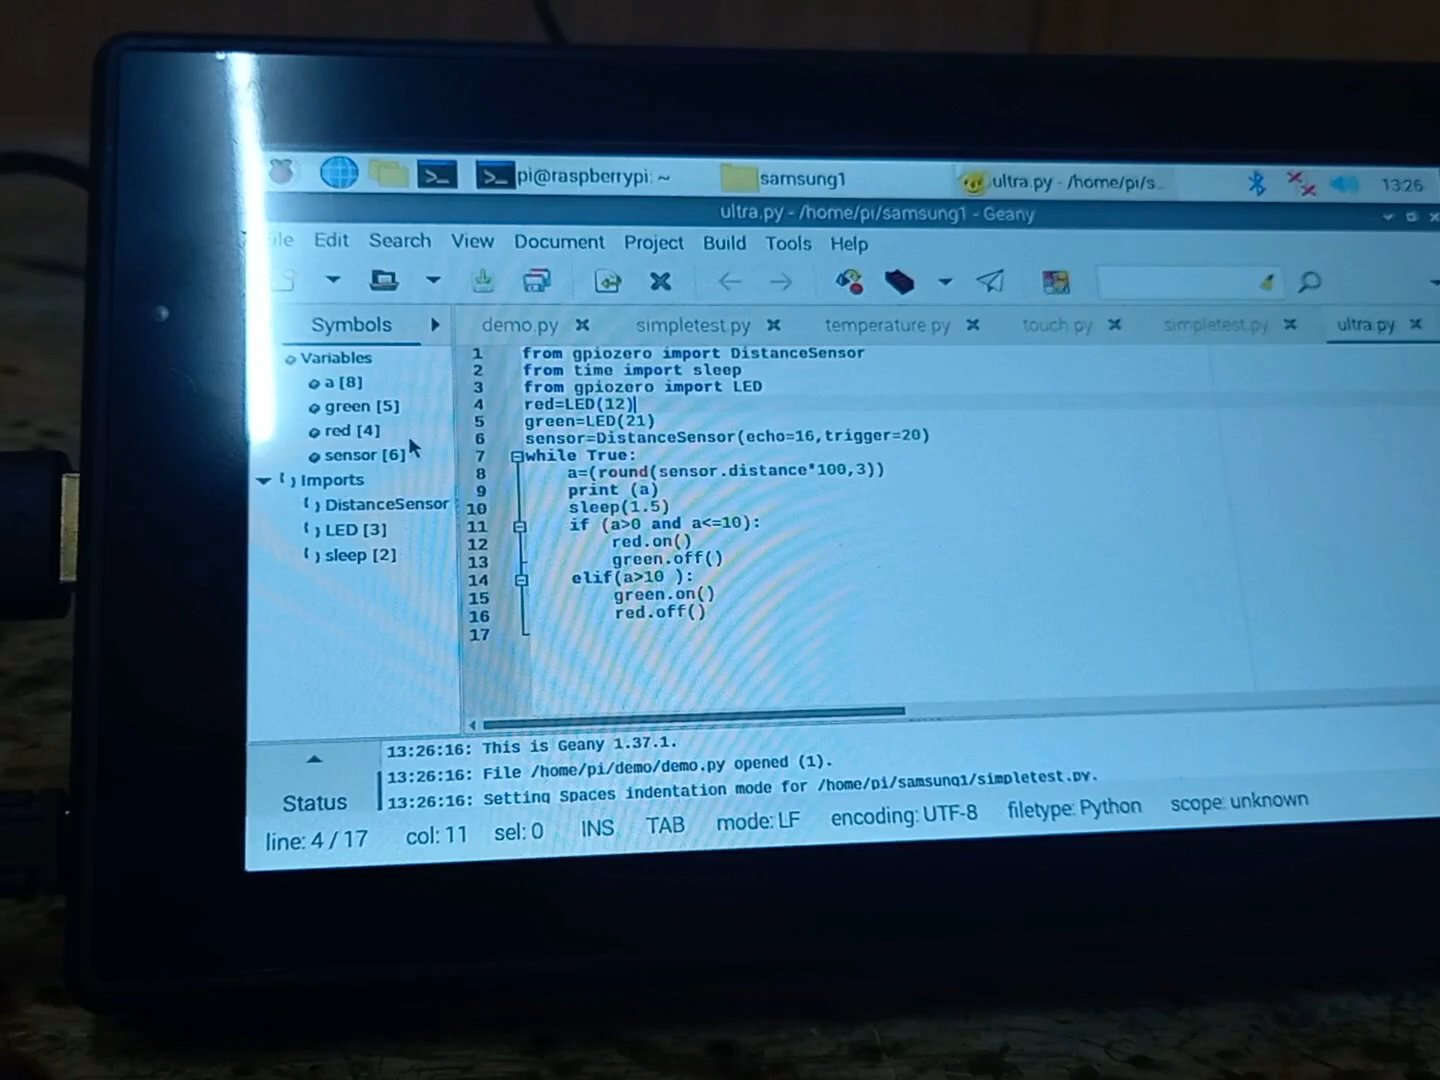 pi@raspberrypi: ~ samsung1 ultra.py - /home/pi/s... 13:26
ultra.py - /home/pi/samsung1 - Geany
Edit Search View Document Project Build Tools Help
Symbols demo.py simpletest.py temperature.py touch.py simpletest.py ultra.py
Variables
a [8]
green [5]
red [4]
sensor [6]
Imports
DistanceSensor
LED [3]
sleep [2]
1 from gpiozero import DistanceSensor
2 from time import sleep
3 from gpiozero import LED
4 red=LED(12)
5 green=LED(21)
6 sensor=DistanceSensor(echo=16,trigger=20)
7 while True:
8 a=(round(sensor.distance*100,3))
9 print (a)
10 sleep(1.5)
11 if (a>0 and a<=10):
12 red.on()
13 green.off()
14 elif(a>10 ):
15 green.on()
16 red.off()
17
Status
13:26:16: This is Geany 1.37.1.
13:26:16: File /home/pi/demo/demo.py opened (1).
13:26:16: Setting Spaces indentation mode for /home/pi/samsung1/simpletest.py.
line: 4 / 17 col: 11 sel: 0 INS TAB mode: LF encoding: UTF-8 filetype: Python scope: unknown